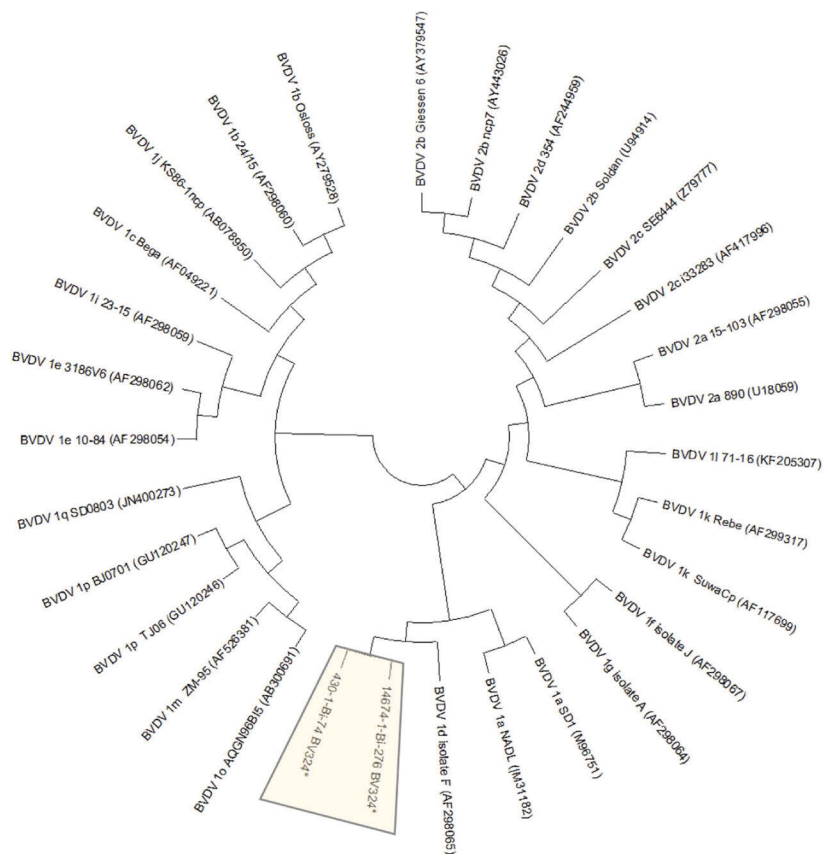 BVDV 2b Giessen 6 (AY379547)
BVDV 2b ncp7 (AY443026)
BVDV 2d 354 (AF244959)
BVDV 2b Soldan (U94914)
BVDV 2c SE6444 (Z79777)
BVDV 2c i33283 (AF417996)
BVDV 2a 15-103 (AF298055)
BVDV 2a 890 (U18059)
BVDV 1l 71-16 (KF205307)
BVDV 1k Rebe (AF299317)
BVDV 1k SuwaCp (AF117699)
BVDV 1f isolate J (AF298067)
BVDV 1g isolate A (AF298064)
BVDV 1a SD1 (M96751)
BVDV 1a NADL (JM31182)
BVDV 1d isolate F (AF298065)
14674-1-Bi-276 BV324*
430-1-Bi-74 BV324*
BVDV 1o AQGN96BI5 (AB300691)
BVDV 1m ZM-95 (AF526381)
BVDV 1p TJ06 (GU120246)
BVDV 1p BJ0701 (GU120247)
BVDV 1q SD0803 (JN400273)
BVDV 1e 10-84 (AF298054)
BVDV 1e 3186V6 (AF298062)
BVDV 1i 23-15 (AF298059)
BVDV 1c Bega (AF049221)
BVDV 1j KS86-1ncp (AB078950)
BVDV 1b 24/15 (AF298060)
BVDV 1b Osloss (AY279528)